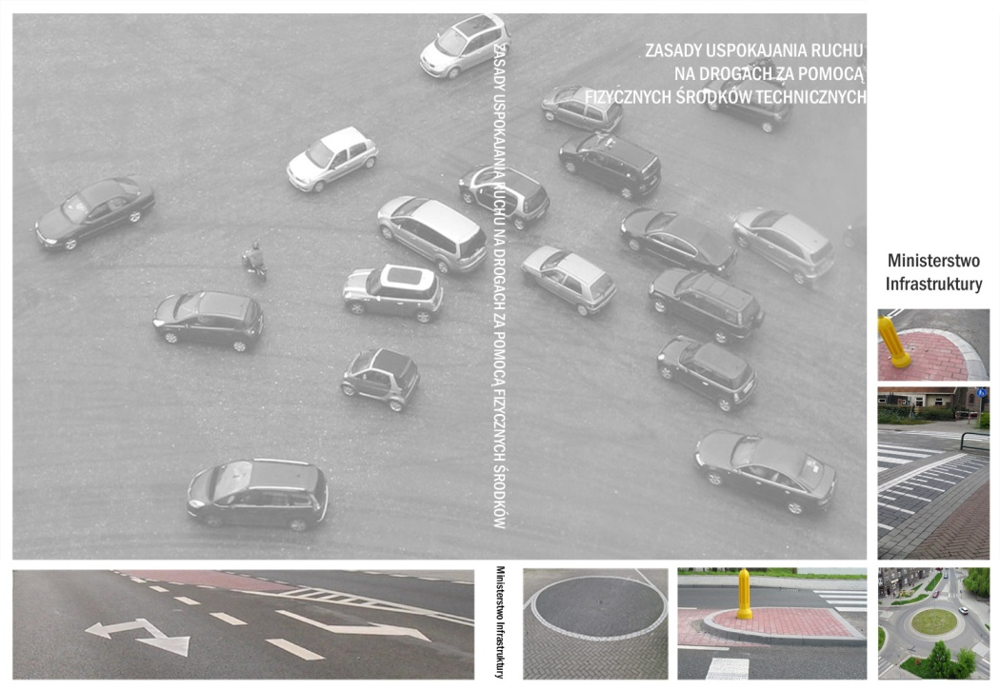 ZASADY USPOKAJANIA RUCHU
NA DROGACH ZA POMOCĄ
FIZYCZNYCH ŚRODKÓW TECHNICZNYCH
ZASADY USPOKAJANIA RUCHU NA DROGACH ZA POMOCĄ FIZYCZNYCH ŚRODKÓW
Ministerstwo
Infrastruktury
Ministerstwo Infrastruktury